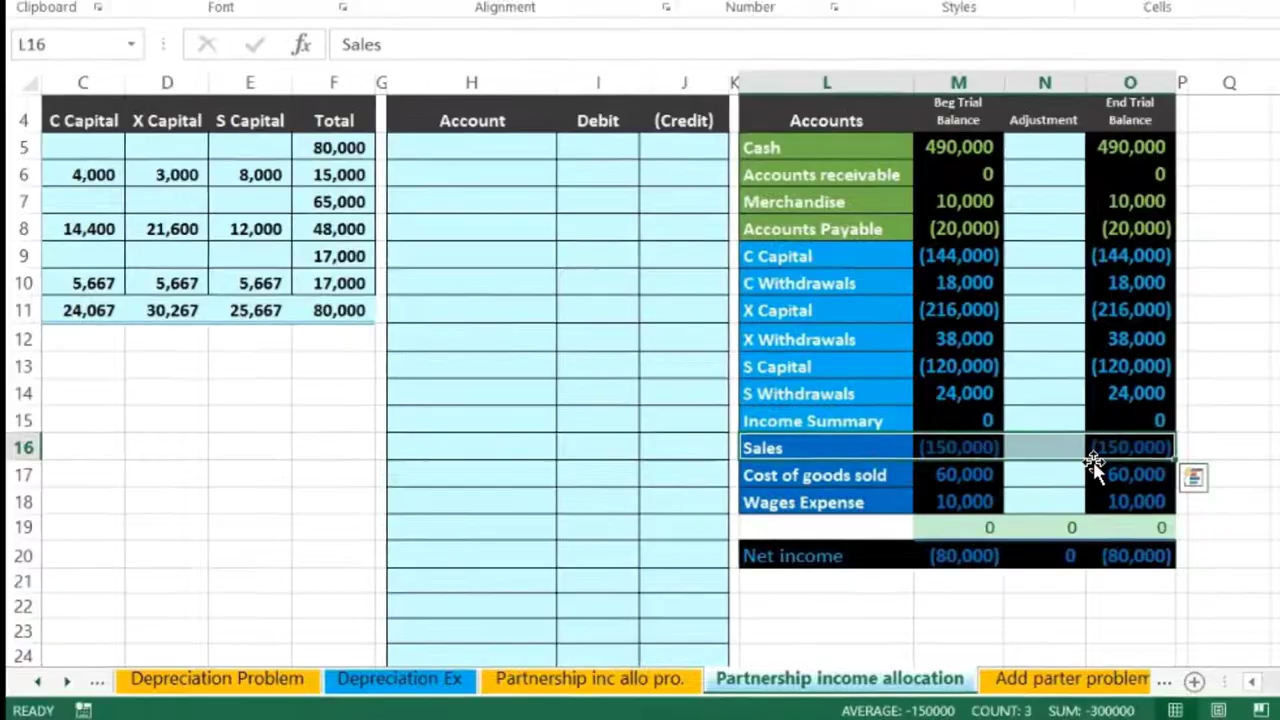 Clipboard Font Alignment Number Styles Cells
L16 fx Sales
C D E F G H I J K L M N O P Q
4 C Capital X Capital S Capital Total Account Debit (Credit) Accounts Beg Trial Balance Adjustment End Trial Balance
5 80,000 Cash 490,000 490,000
6 4,000 3,000 8,000 15,000 Accounts receivable 0 0
7 65,000 Merchandise 10,000 10,000
8 14,400 21,600 12,000 48,000 Accounts Payable (20,000) (20,000)
9 17,000 C Capital (144,000) (144,000)
10 5,667 5,667 5,667 17,000 C Withdrawals 18,000 18,000
11 24,067 30,267 25,667 80,000 X Capital (216,000) (216,000)
12 X Withdrawals 38,000 38,000
13 S Capital (120,000) (120,000)
14 S Withdrawals 24,000 24,000
15 Income Summary 0 0
16 Sales (150,000) (150,000)
17 Cost of goods sold 60,000 60,000
18 Wages Expense 10,000 10,000
19 0 0 0
20 Net income (80,000) 0 (80,000)
21
22
23
24
... Depreciation Problem Depreciation Ex Partnership inc allo pro. Partnership income allocation Add parter problem ...
READY AVERAGE: -150000 COUNT: 3 SUM: -300000